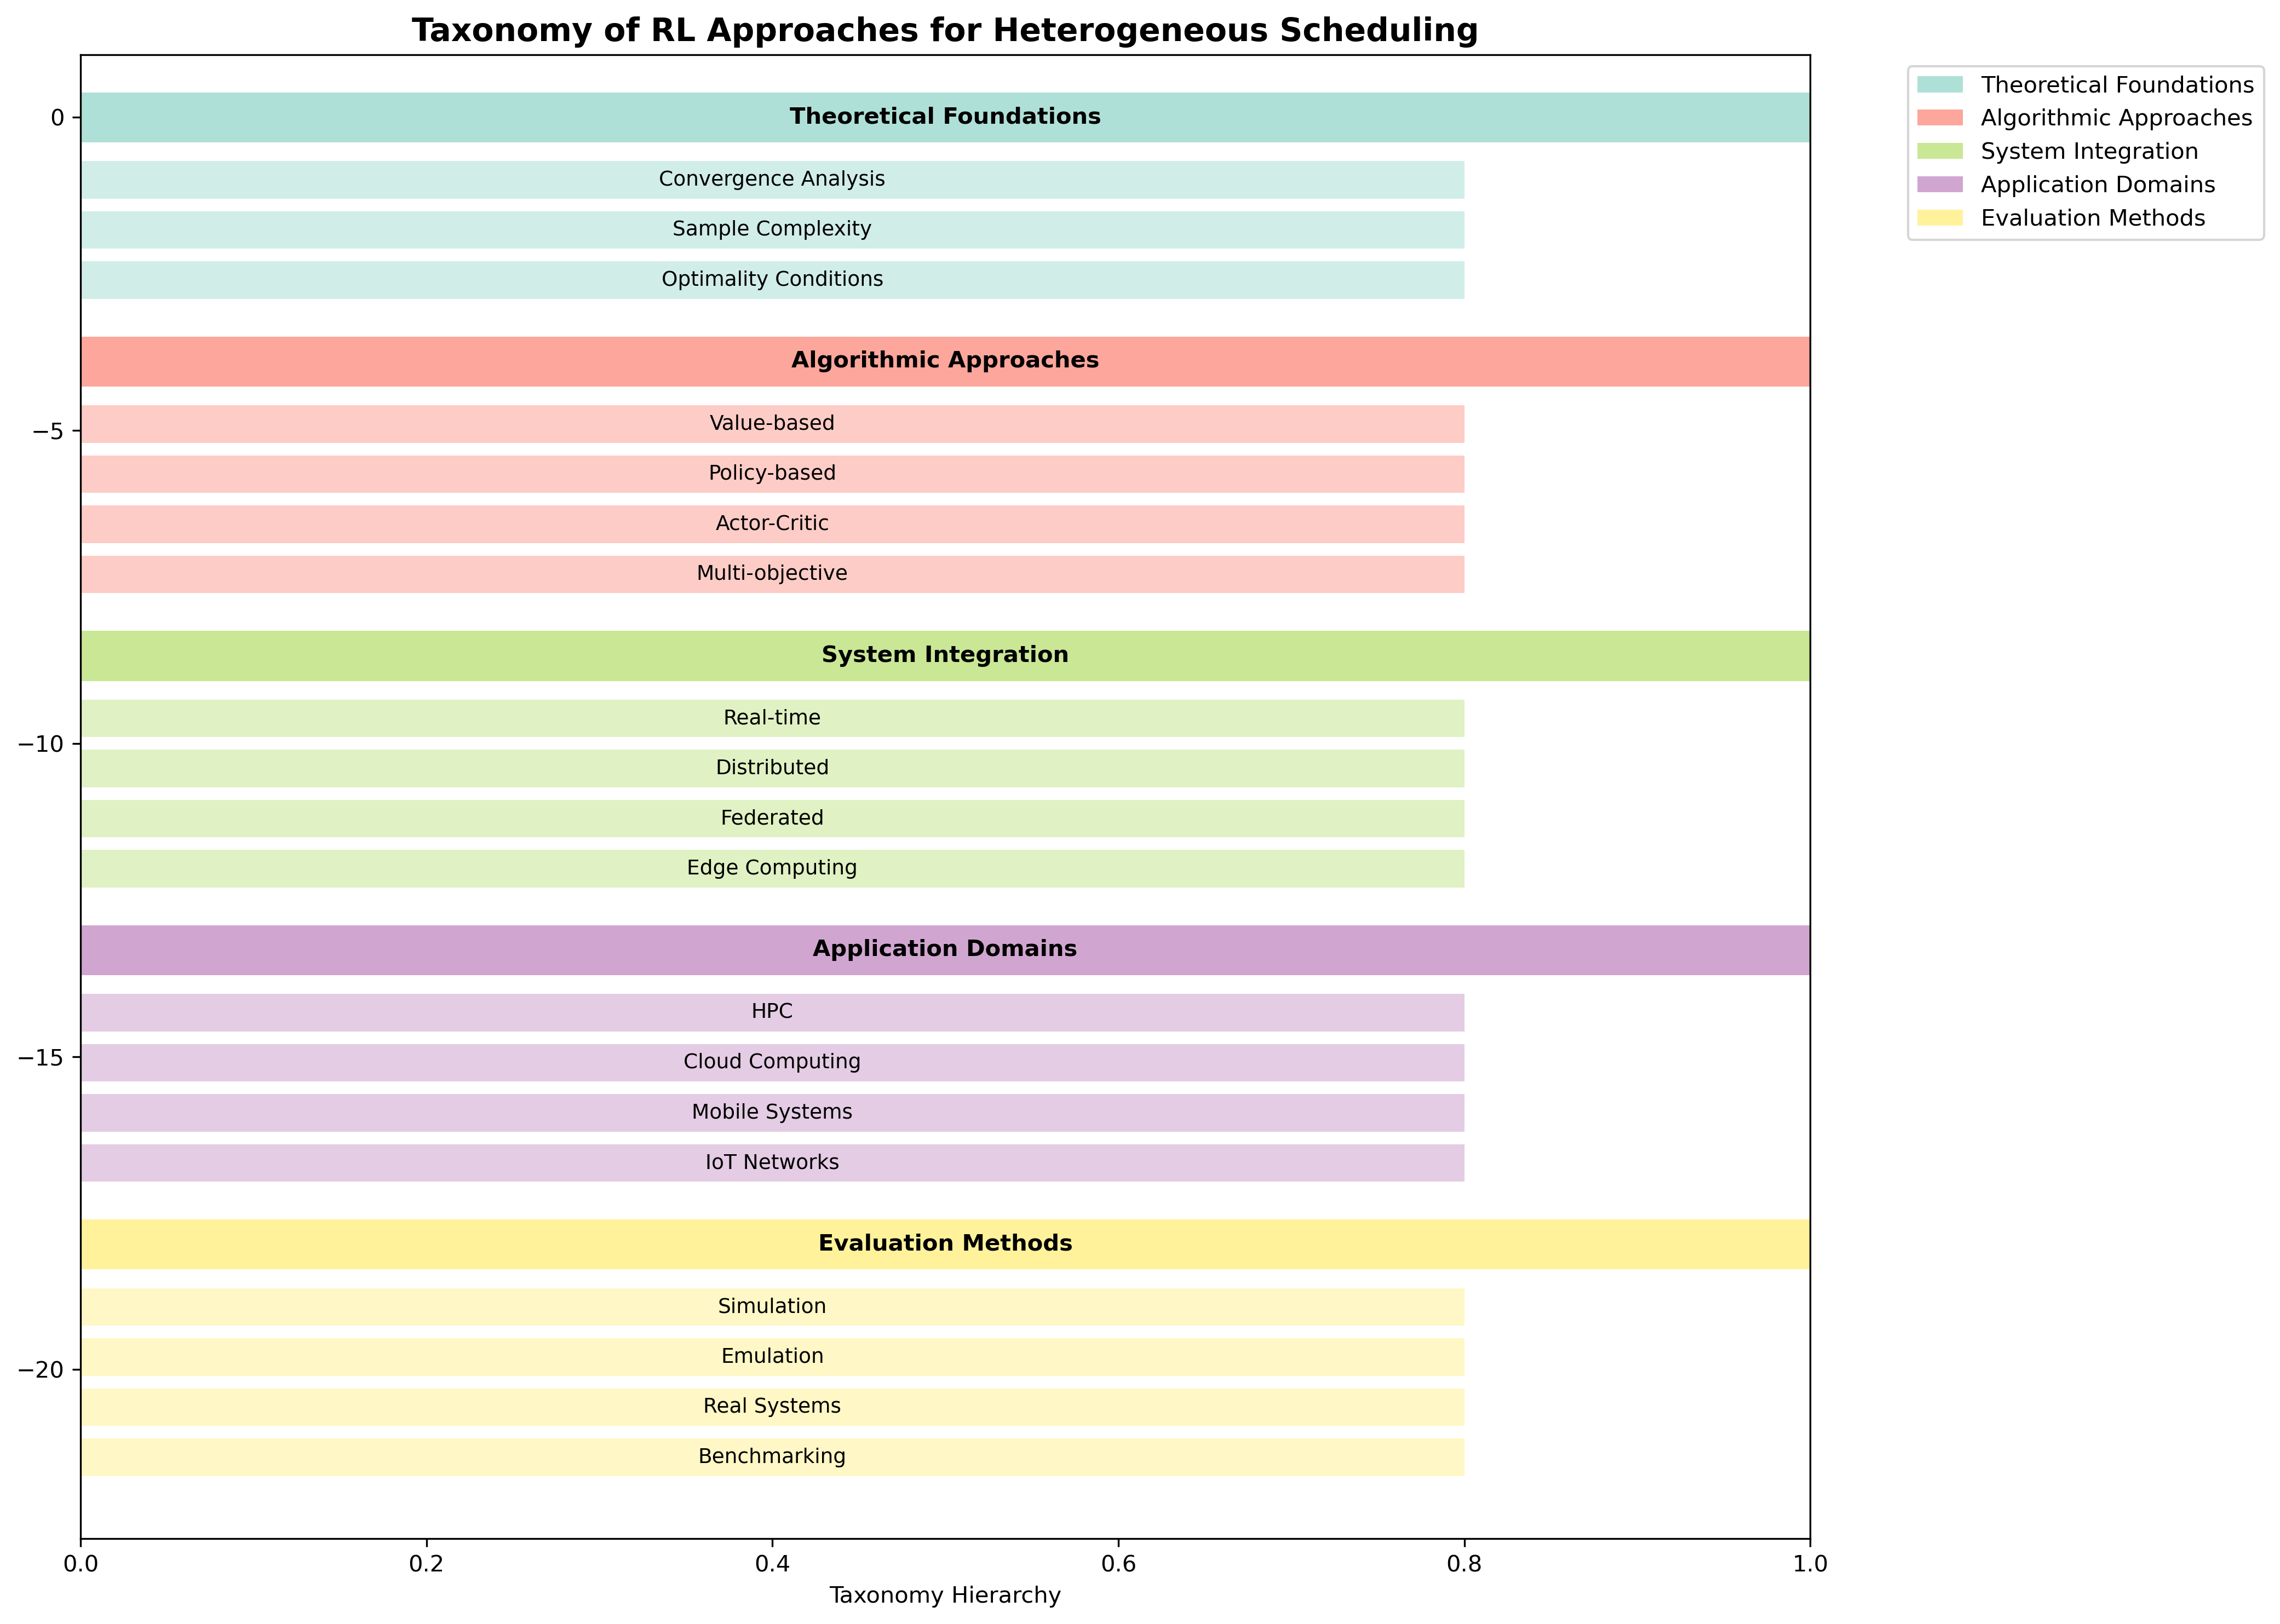 Taxonomy of RL Approaches for Heterogeneous Scheduling
Theoretical Foundations
Algorithmic Approaches
System Integration
Application Domains
Evaluation Methods
0
Theoretical Foundations
Convergence Analysis
Sample Complexity
Optimality Conditions
Algorithmic Approaches
Value-based
−5
Policy-based
Actor-Critic
Multi-objective
System Integration
Real-time
−10
Distributed
Federated
Edge Computing
Application Domains
HPC
−15
Cloud Computing
Mobile Systems
IoT Networks
Evaluation Methods
Simulation
Emulation
−20
Real Systems
Benchmarking
0.0 0.2 0.4 0.6 0.8 1.0
Taxonomy Hierarchy